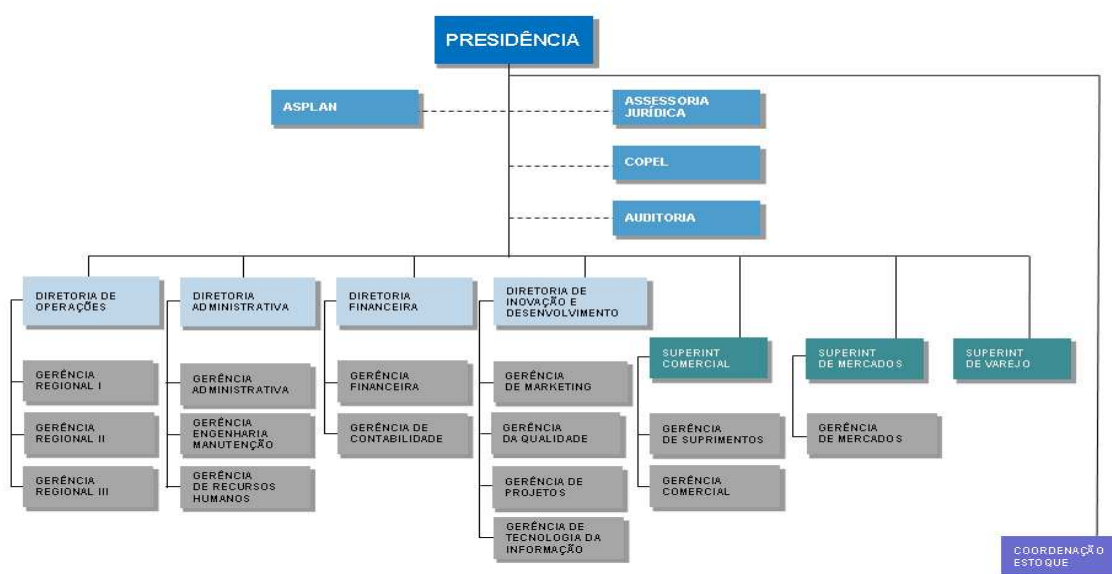 PRESIDÊNCIA
ASPLAN
ASSESSORIA
JURÍDICA
COPEL
AUDITORIA
DIRETORIA DE
OPERAÇÕES
DIRETORIA
ADMINISTRATIVA
DIRETORIA
FINANCEIRA
DIRETORIA DE
INOVAÇÃO E
DESENVOLVIMENTO
SUPERINT
COMERCIAL
SUPERINT
DE MERCADOS
SUPERINT
DE VAREJO
GERÊNCIA
REGIONAL I
GERÊNCIA
ADMINISTRATIVA
GERÊNCIA
FINANCEIRA
GERÊNCIA
DE MARKETING
GERÊNCIA
REGIONAL II
GERÊNCIA
ENGENHARIA
MANUTENÇÃO
GERÊNCIA DE
CONTABILIDADE
GERÊNCIA
DA QUALIDADE
GERÊNCIA
DE SUPRIMENTOS
GERÊNCIA
DE MERCADOS
GERÊNCIA
REGIONAL III
GERÊNCIA
DE RECURSOS
HUMANOS
GERÊNCIA DE
PROJETOS
GERÊNCIA
COMERCIAL
GERÊNCIA DE
TECNOLOGIA DA
INFORMAÇÃO
COORDENAÇÃO
ESTOQUE